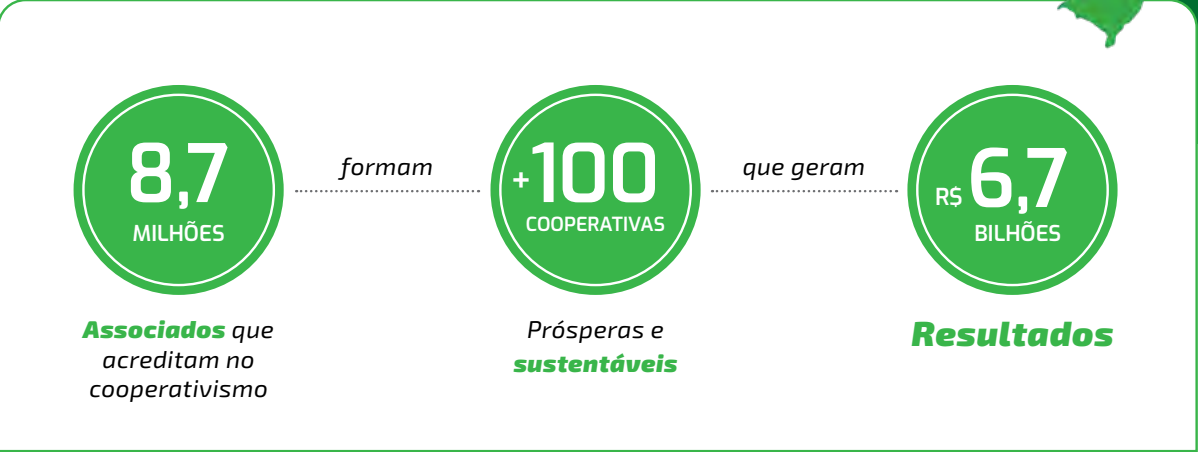 8,7
MILHÕES
Associados que
acreditam no
cooperativismo
formam
+100
COOPERATIVAS
Prósperas e
sustentáveis
que geram
R$ 6,7
BILHÕES
Resultados